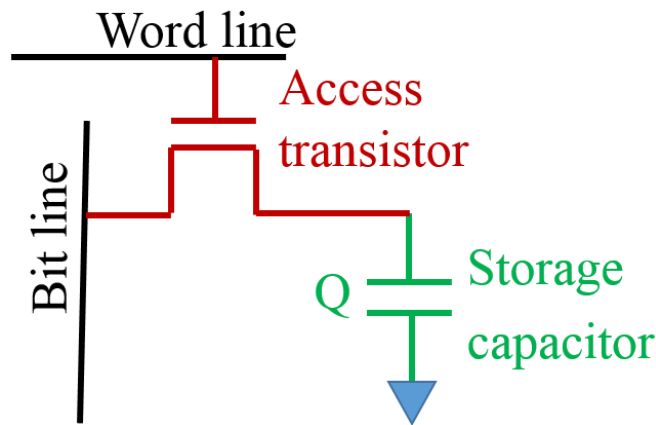 Word line
Access
transistor
Bit line
Q
Storage
capacitor